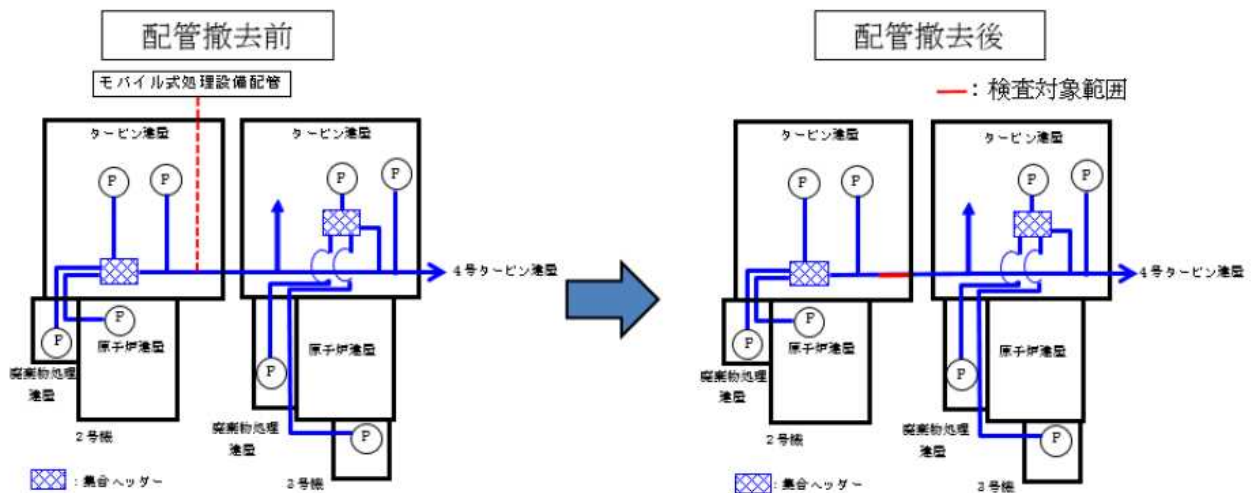 配管撤去前
モバイル式処理設備配管
タービン建屋
タービン建屋
P
P
P
P
4号タービン建屋
P
P
原子炉建屋
廃棄物処理
建屋
2号機
P
原子炉建屋
廃棄物処理
建屋
P
3号機
:集合ヘッダー
配管撤去後
:検査対象範囲
タービン建屋
タービン建屋
P
P
P
P
4号タービン建屋
P
P
原子炉建屋
廃棄物処理
建屋
2号機
P
原子炉建屋
廃棄物処理
建屋
P
3号機
:集合ヘッダー